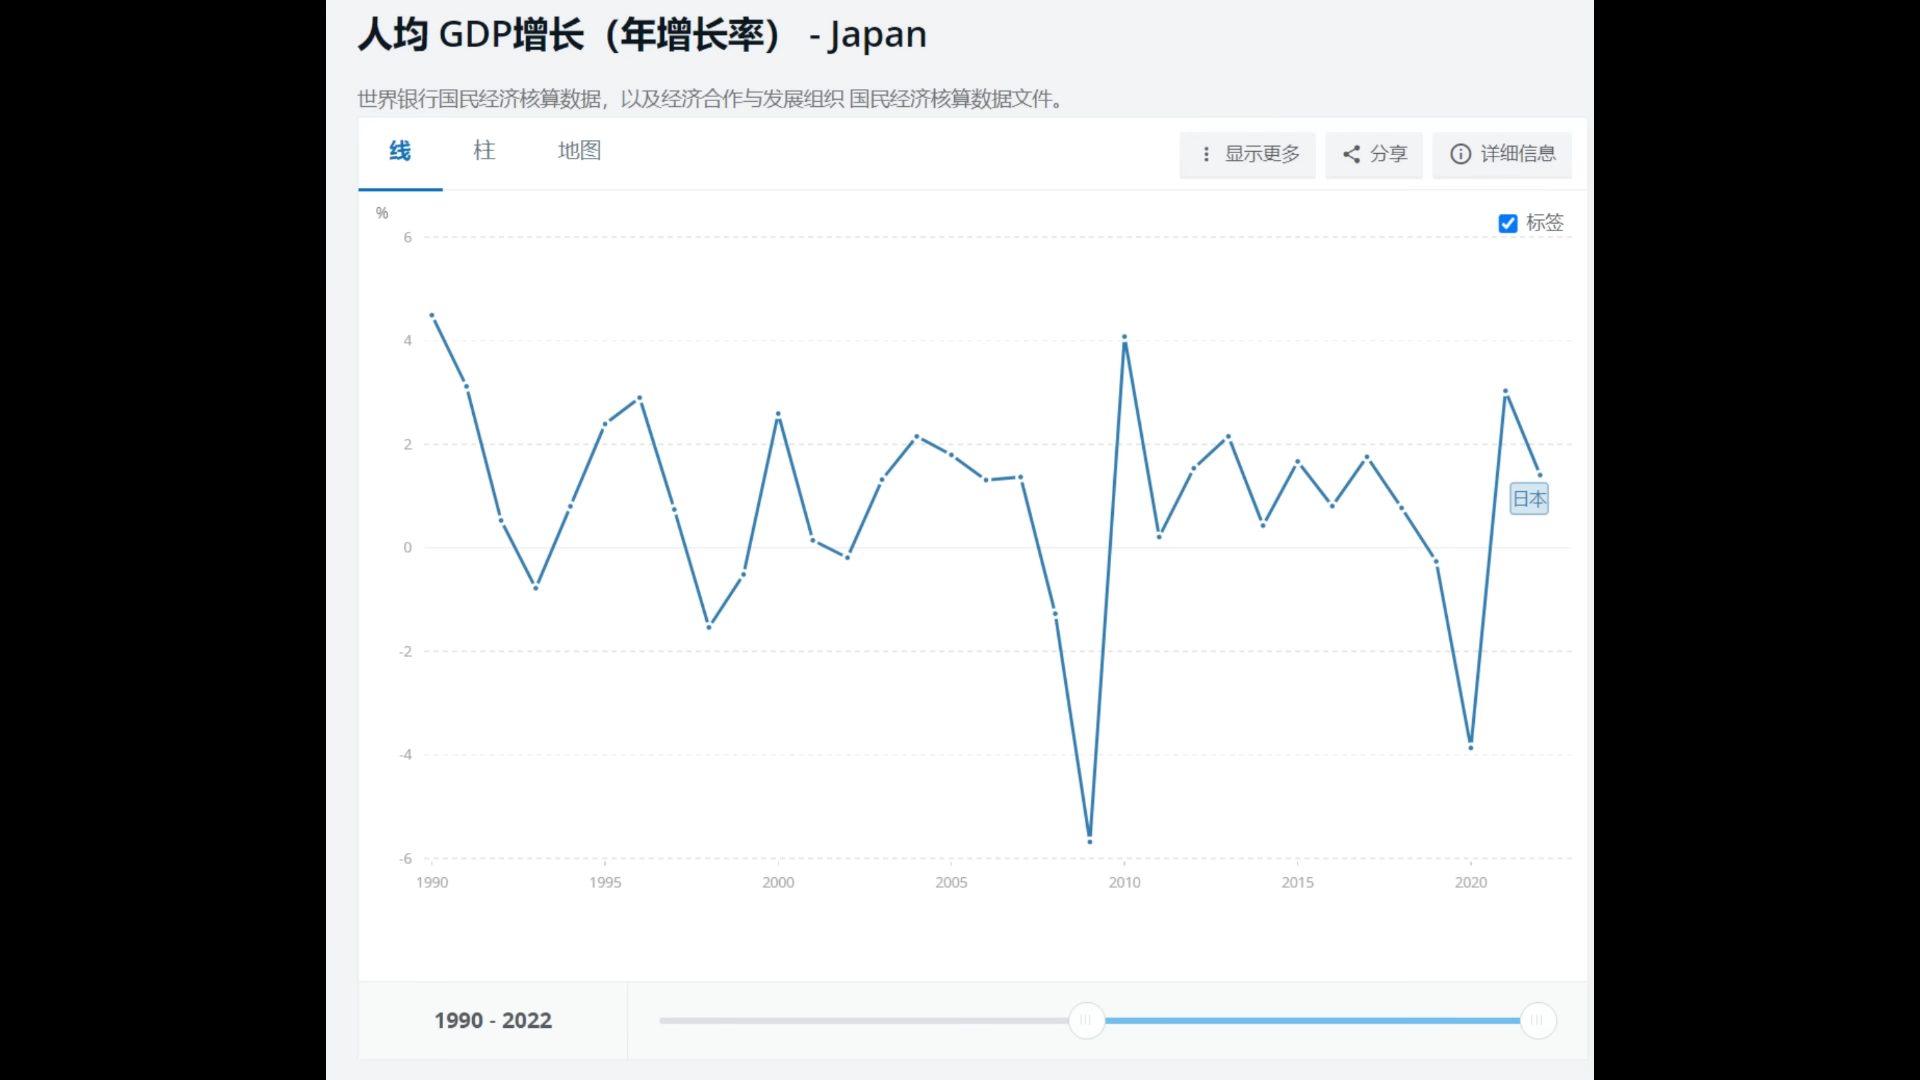 人均 GDP增长（年增长率） - Japan
世界银行国民经济核算数据，以及经济合作与发展组织 国民经济核算数据文件。
线 柱 地图 显示更多 分享 详细信息
%
标签
6
4
2
日本
0
-2
-4
-6
1990 1995 2000 2005 2010 2015 2020
1990 - 2022